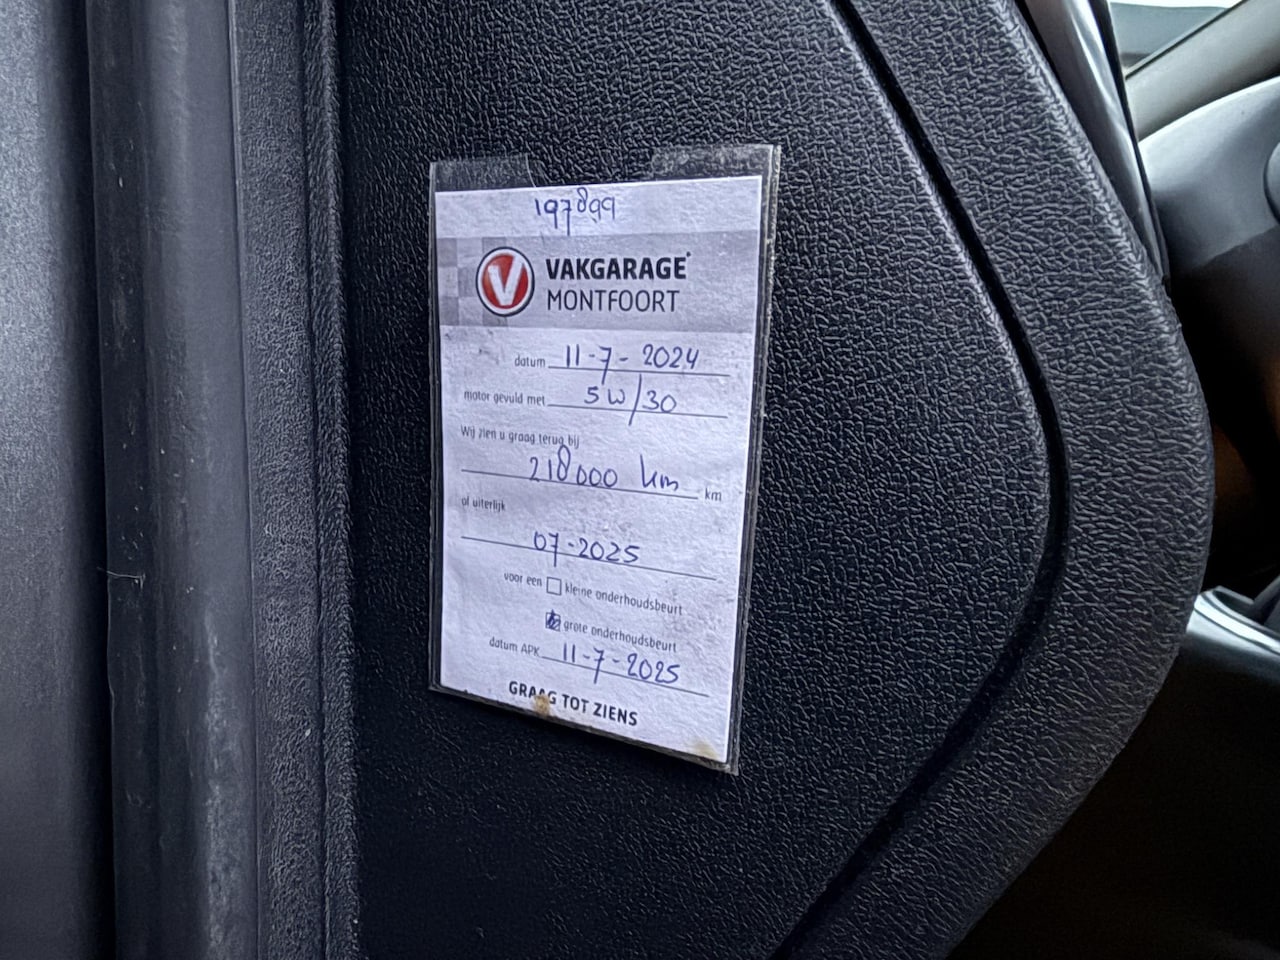 197899
VAKGARAGE
MONTFOORT
datum 11-7-2024
motor gevuld met 5W/30
Wij zien u graag terug bij
218000 km km
of uiterlijk
07-2025
voor een kleine onderhoudsbeurt
grote onderhoudsbeurt
datum APK 11-7-2025
GRAAG TOT ZIENS